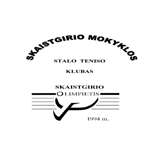 SKAISTGIRIO MOKYKLOS
STALO TENISO
KLUBAS
SKAISTGIRIO
OLIMPIETIS
1994 m.